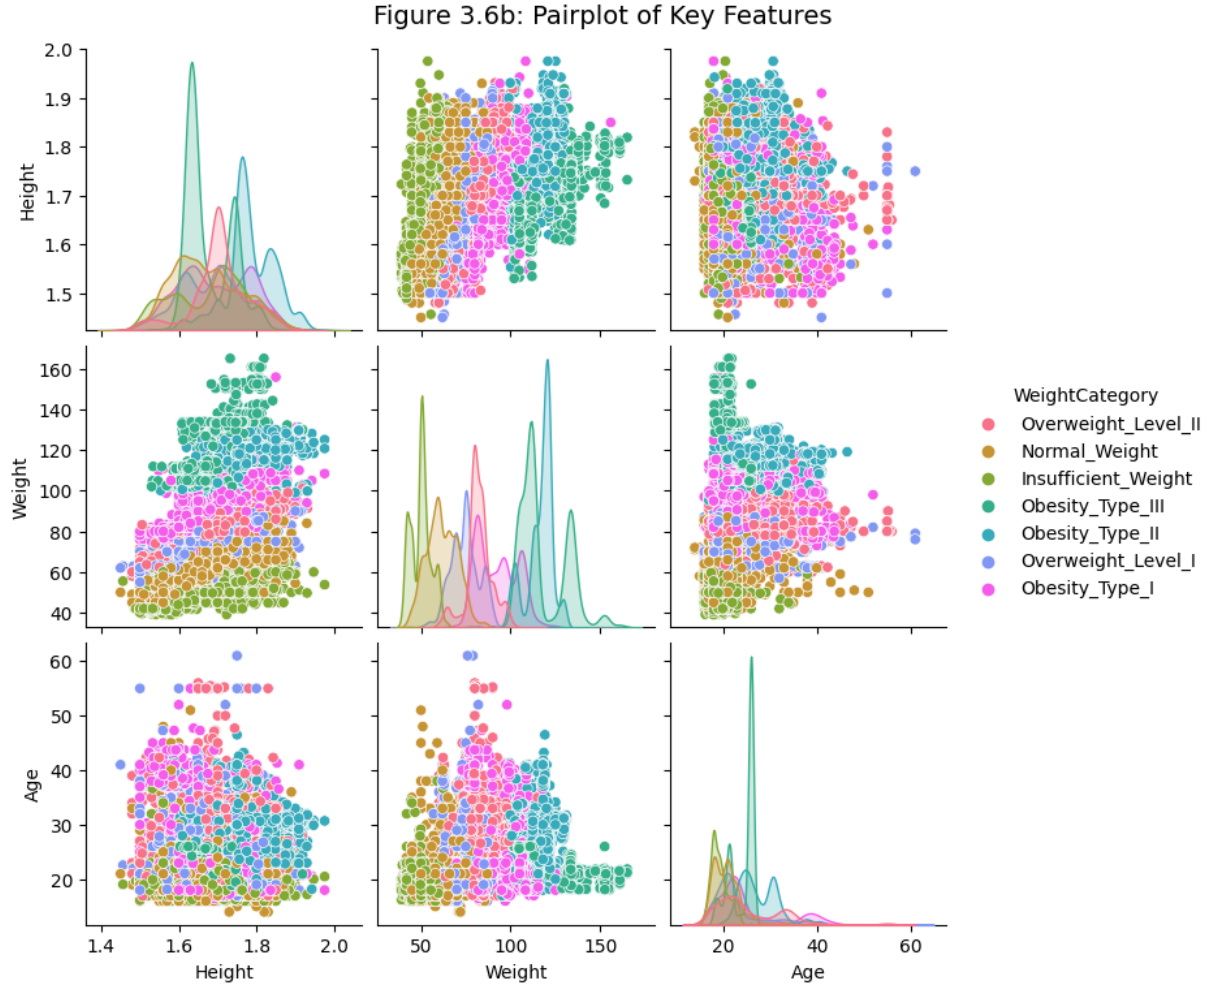 Figure 3.6b: Pairplot of Key Features
2.0
1.9
1.8
1.7
1.6
1.5
Height
160
140
120
100
80
60
40
Weight
60
50
40
30
20
Age
1.4 1.6 1.8 2.0
Height
50 100 150
Weight
20 40 60
Age
WeightCategory
Overweight_Level_II
Normal_Weight
Insufficient_Weight
Obesity_Type_III
Obesity_Type_II
Overweight_Level_I
Obesity_Type_I